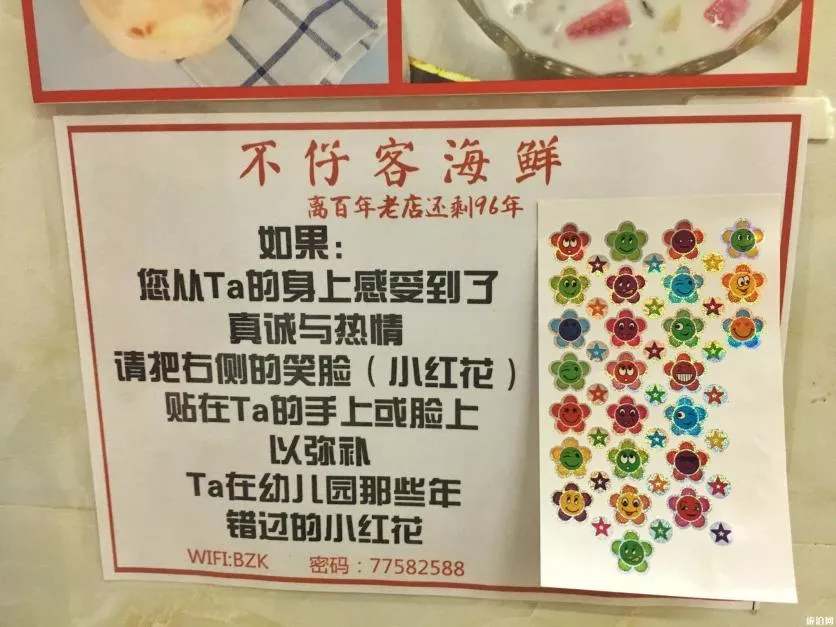 不仔客海鲜
离百年老店还剩96年
如果：
您从Ta的身上感受到了
真诚与热情
请把右侧的笑脸（小红花）
贴在Ta的手上或脸上
以弥补
Ta在幼儿园那些年
错过的小红花
WIFI:BZK 密码：77582588
旅泊网